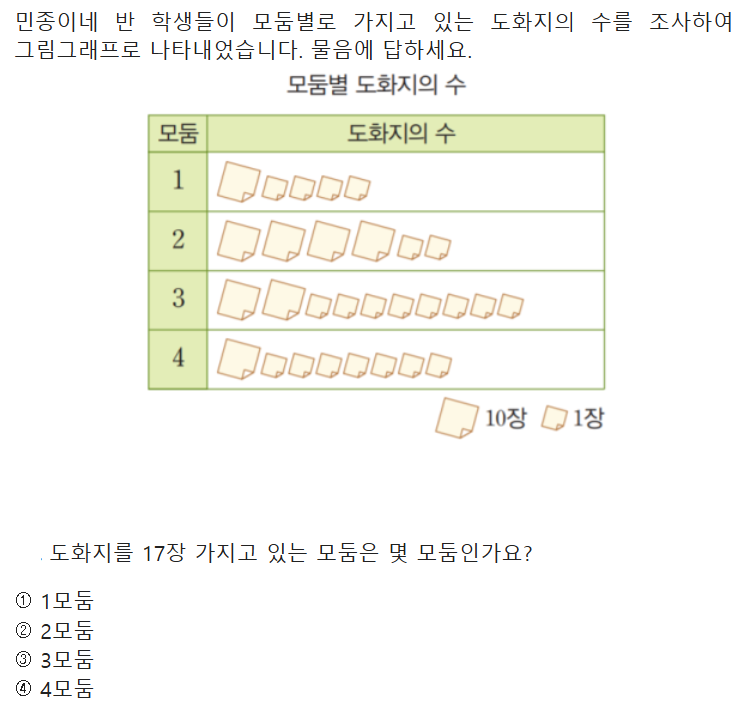 민종이네 반 학생들이 모둠별로 가지고 있는 도화지의 수를 조사하여
그림그래프로 나타내었습니다. 물음에 답하세요.
모둠별 도화지의 수
모둠 도화지의 수
1
2
3
4
10장 1장
. 도화지를 17장 가지고 있는 모둠은 몇 모둠인가요?
① 1모둠
② 2모둠
③ 3모둠
④ 4모둠